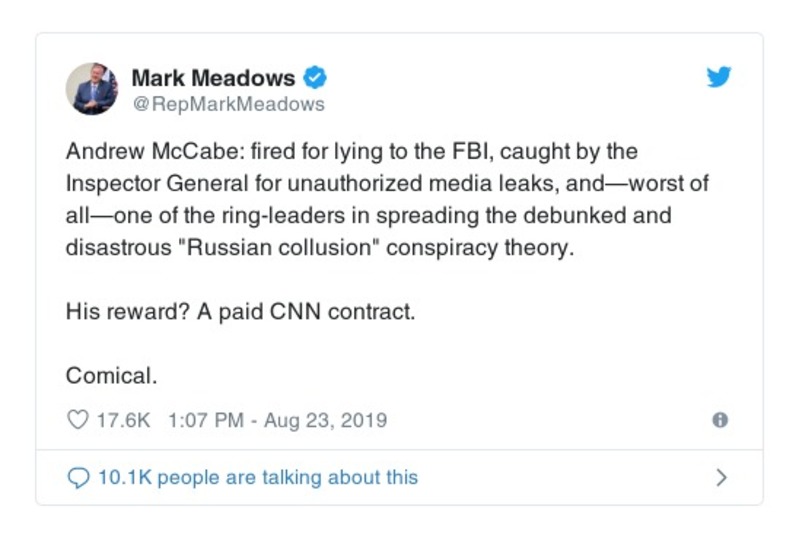 Mark Meadows
@RepMarkMeadows
Andrew McCabe: fired for lying to the FBI, caught by the
Inspector General for unauthorized media leaks, and—worst of
all—one of the ring-leaders in spreading the debunked and
disastrous "Russian collusion" conspiracy theory.
His reward? A paid CNN contract.
Comical.
17.6K 1:07 PM - Aug 23, 2019
10.1K people are talking about this